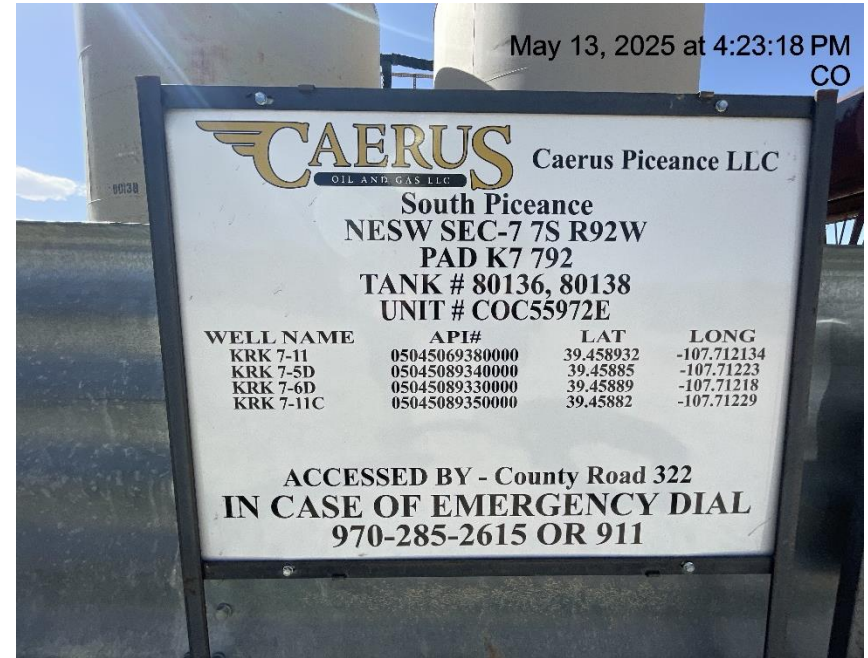 May 13, 2025 at 4:23:18 PM
CO
80138
CAERUS
OIL AND GAS LLC
Caerus Piceance LLC
South Piceance
NESW SEC-7 7S R92W
PAD K7 792
TANK # 80136, 80138
UNIT # COC55972E
WELL NAME API# LAT LONG
KRK 7-11 05045069380000 39.458932 -107.712134
KRK 7-5D 05045089340000 39.45885 -107.71223
KRK 7-6D 05045089330000 39.45889 -107.71218
KRK 7-11C 05045089350000 39.45882 -107.71229
ACCESSED BY - County Road 322
IN CASE OF EMERGENCY DIAL
970-285-2615 OR 911